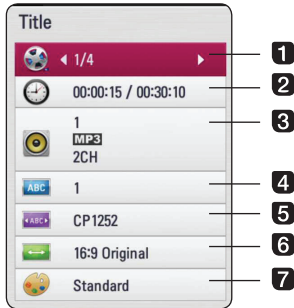 Title
1/4
1
00:00:15 / 00:30:10
2
1
MP3
2CH
3
ABC
1
4
ABC
CP1252
5
16:9 Original
6
Standard
7